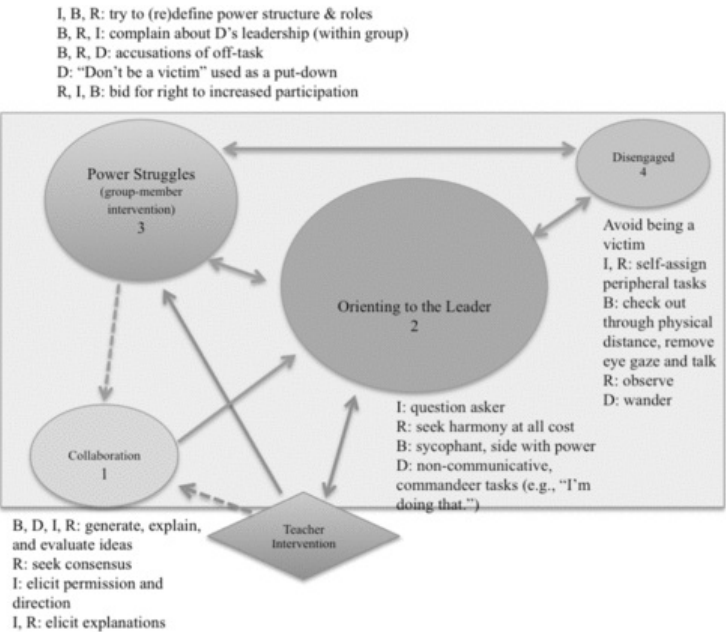 I, B, R: try to (re)define power structure & roles
B, R, I: complain about D's leadership (within group)
B, R, D: accusations of off-task
D: “Don't be a victim” used as a put-down
R, I, B: bid for right to increased participation
Power Struggles
(group-member
intervention)
3
Disengaged
4
Orienting to the Leader
2
Avoid being a
victim
I, R: self-assign
peripheral tasks
B: check out
through physical
distance, remove
eye gaze and talk
R: observe
D: wander
Collaboration
1
I: question asker
R: seek harmony at all cost
B: sycophant, side with power
D: non-communicative,
commandeer tasks (e.g., “I'm
doing that.”)
Teacher
Intervention
B, D, I, R: generate, explain,
and evaluate ideas
R: seek consensus
I: elicit permission and
direction
I, R: elicit explanations